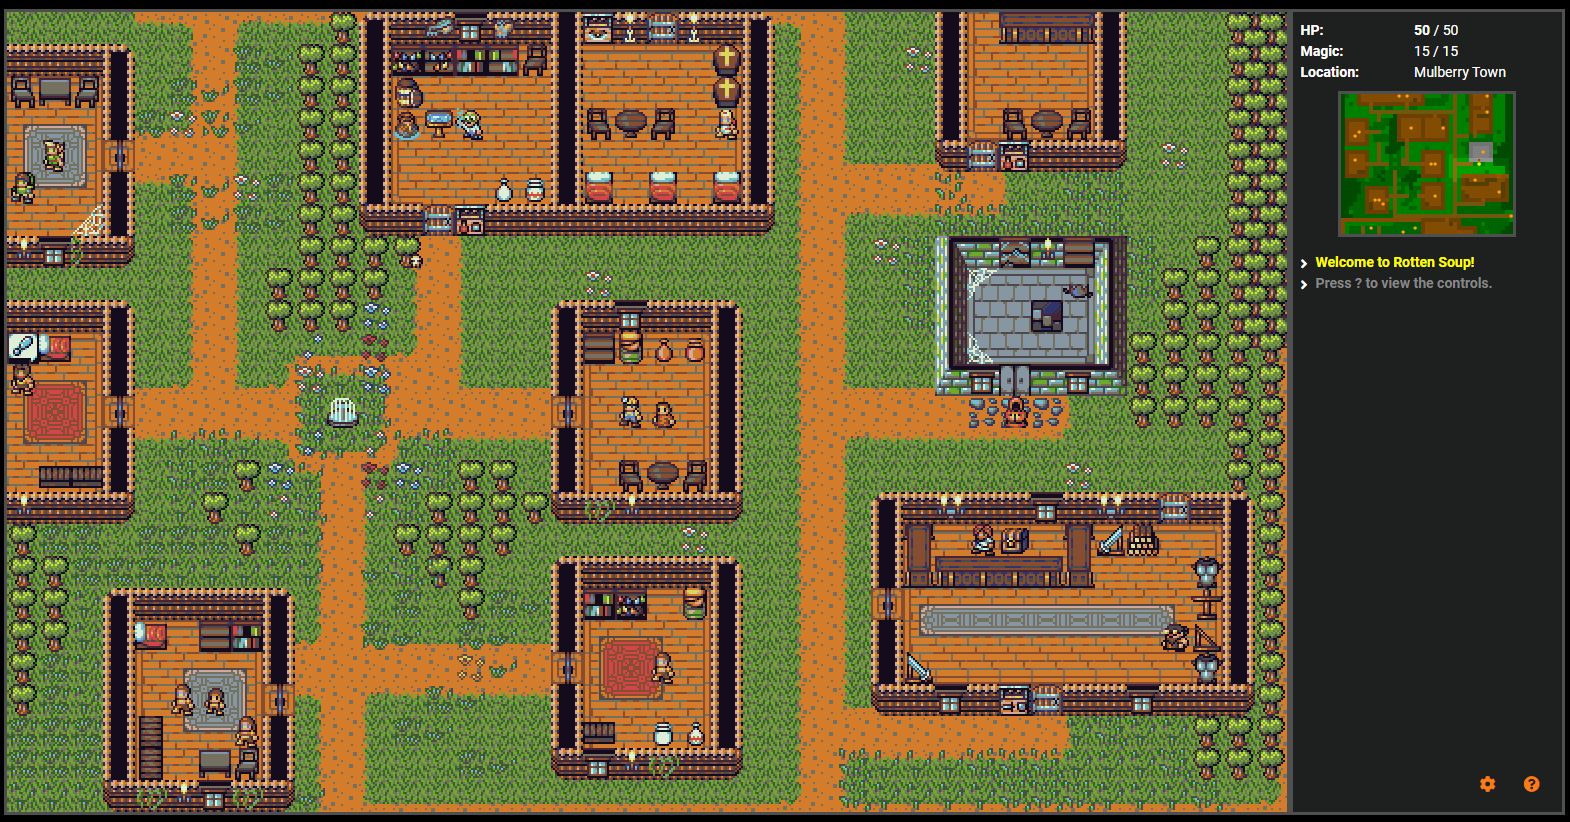 HP: 50 / 50
Magic: 15 / 15
Location: Mulberry Town
Welcome to Rotten Soup!
Press ? to view the controls.
?